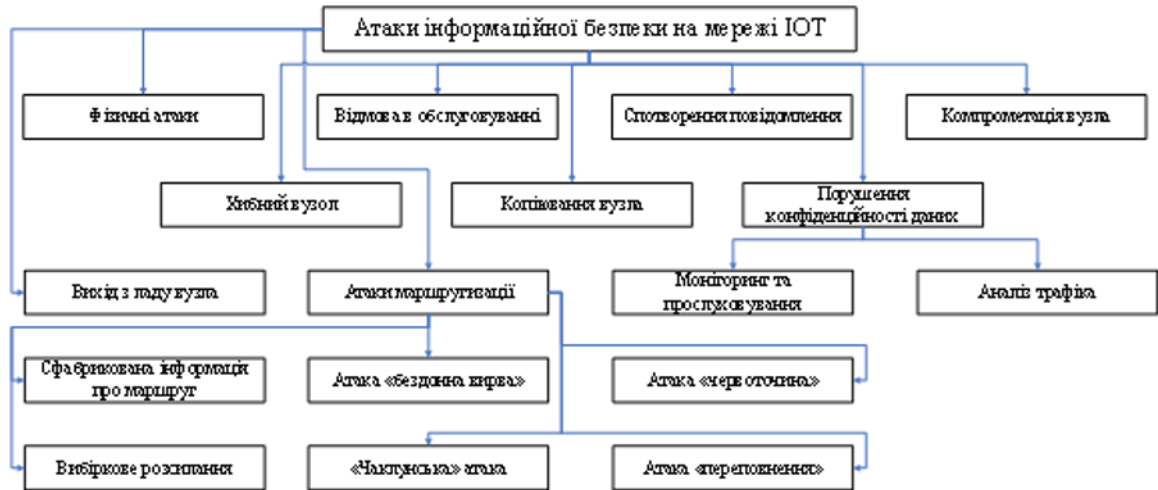 Атаки інформаційної безпеки на мережі ІОТ
Фізичні атаки
Відмова в обслуговуванні
Спотворення повідомлення
Компрометація вузла
Хибний вузол
Копіювання вузла
Порушення
конфіденційності даних
Вихід з ладу вузла
Атаки маршрутизації
Моніторинг та
прослуховування
Аналіз трафіка
Сфабрикована інформація
про маршрут
Атака «бездонна вирва»
Атака «червоточина»
Вибіркове розсилання
«Чаклунська» атака
Атака «переповнення»